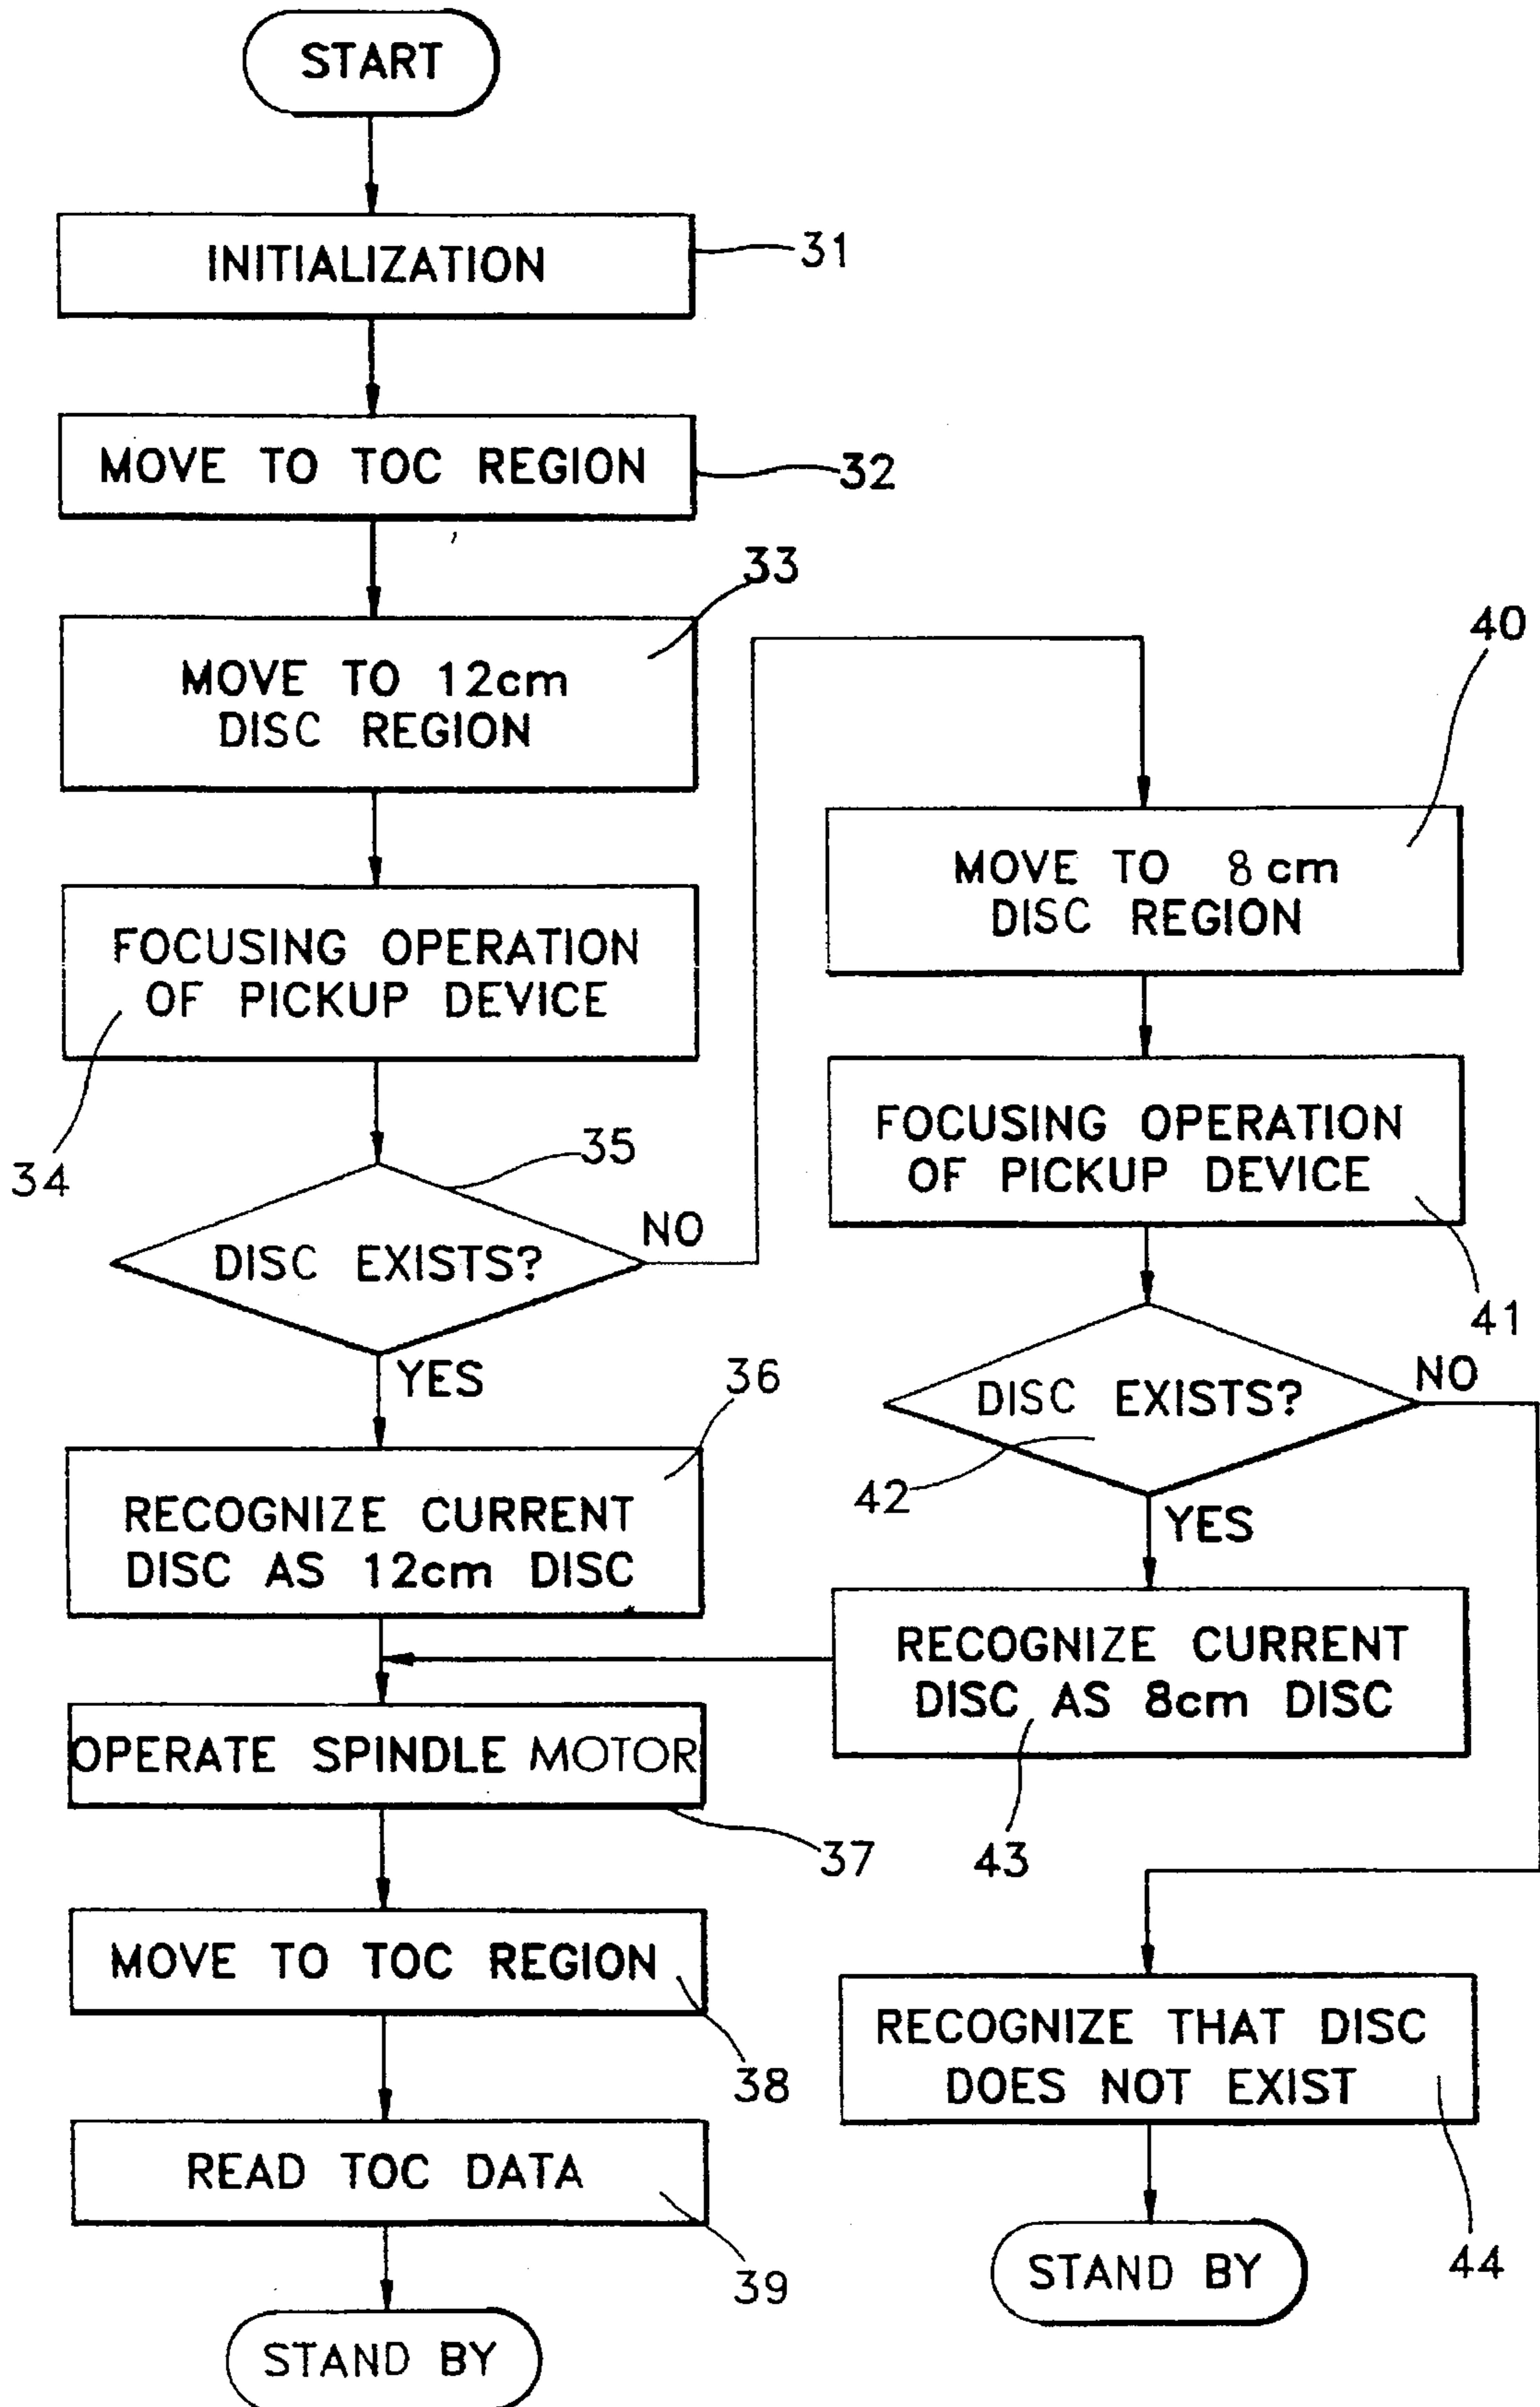 START
INITIALIZATION
31
MOVE TO TOC REGION
32
33
MOVE TO 12cm
DISC REGION
FOCUSING OPERATION
OF PICKUP DEVICE
34
35
DISC EXISTS?
NO
YES
36
RECOGNIZE CURRENT
DISC AS 12cm DISC
OPERATE SPINDLE MOTOR
37
MOVE TO TOC REGION
38
READ TOC DATA
39
STAND BY
40
MOVE TO 8 cm
DISC REGION
FOCUSING OPERATION
OF PICKUP DEVICE
41
DISC EXISTS?
NO
42
YES
RECOGNIZE CURRENT
DISC AS 8cm DISC
43
RECOGNIZE THAT DISC
DOES NOT EXIST
44
STAND BY